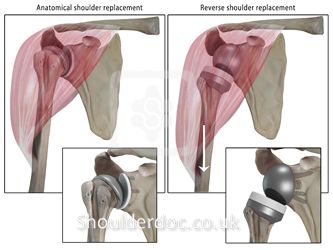 Anatomical shoulder replacement
Reverse shoulder replacement
Shoulderdoc.co.uk